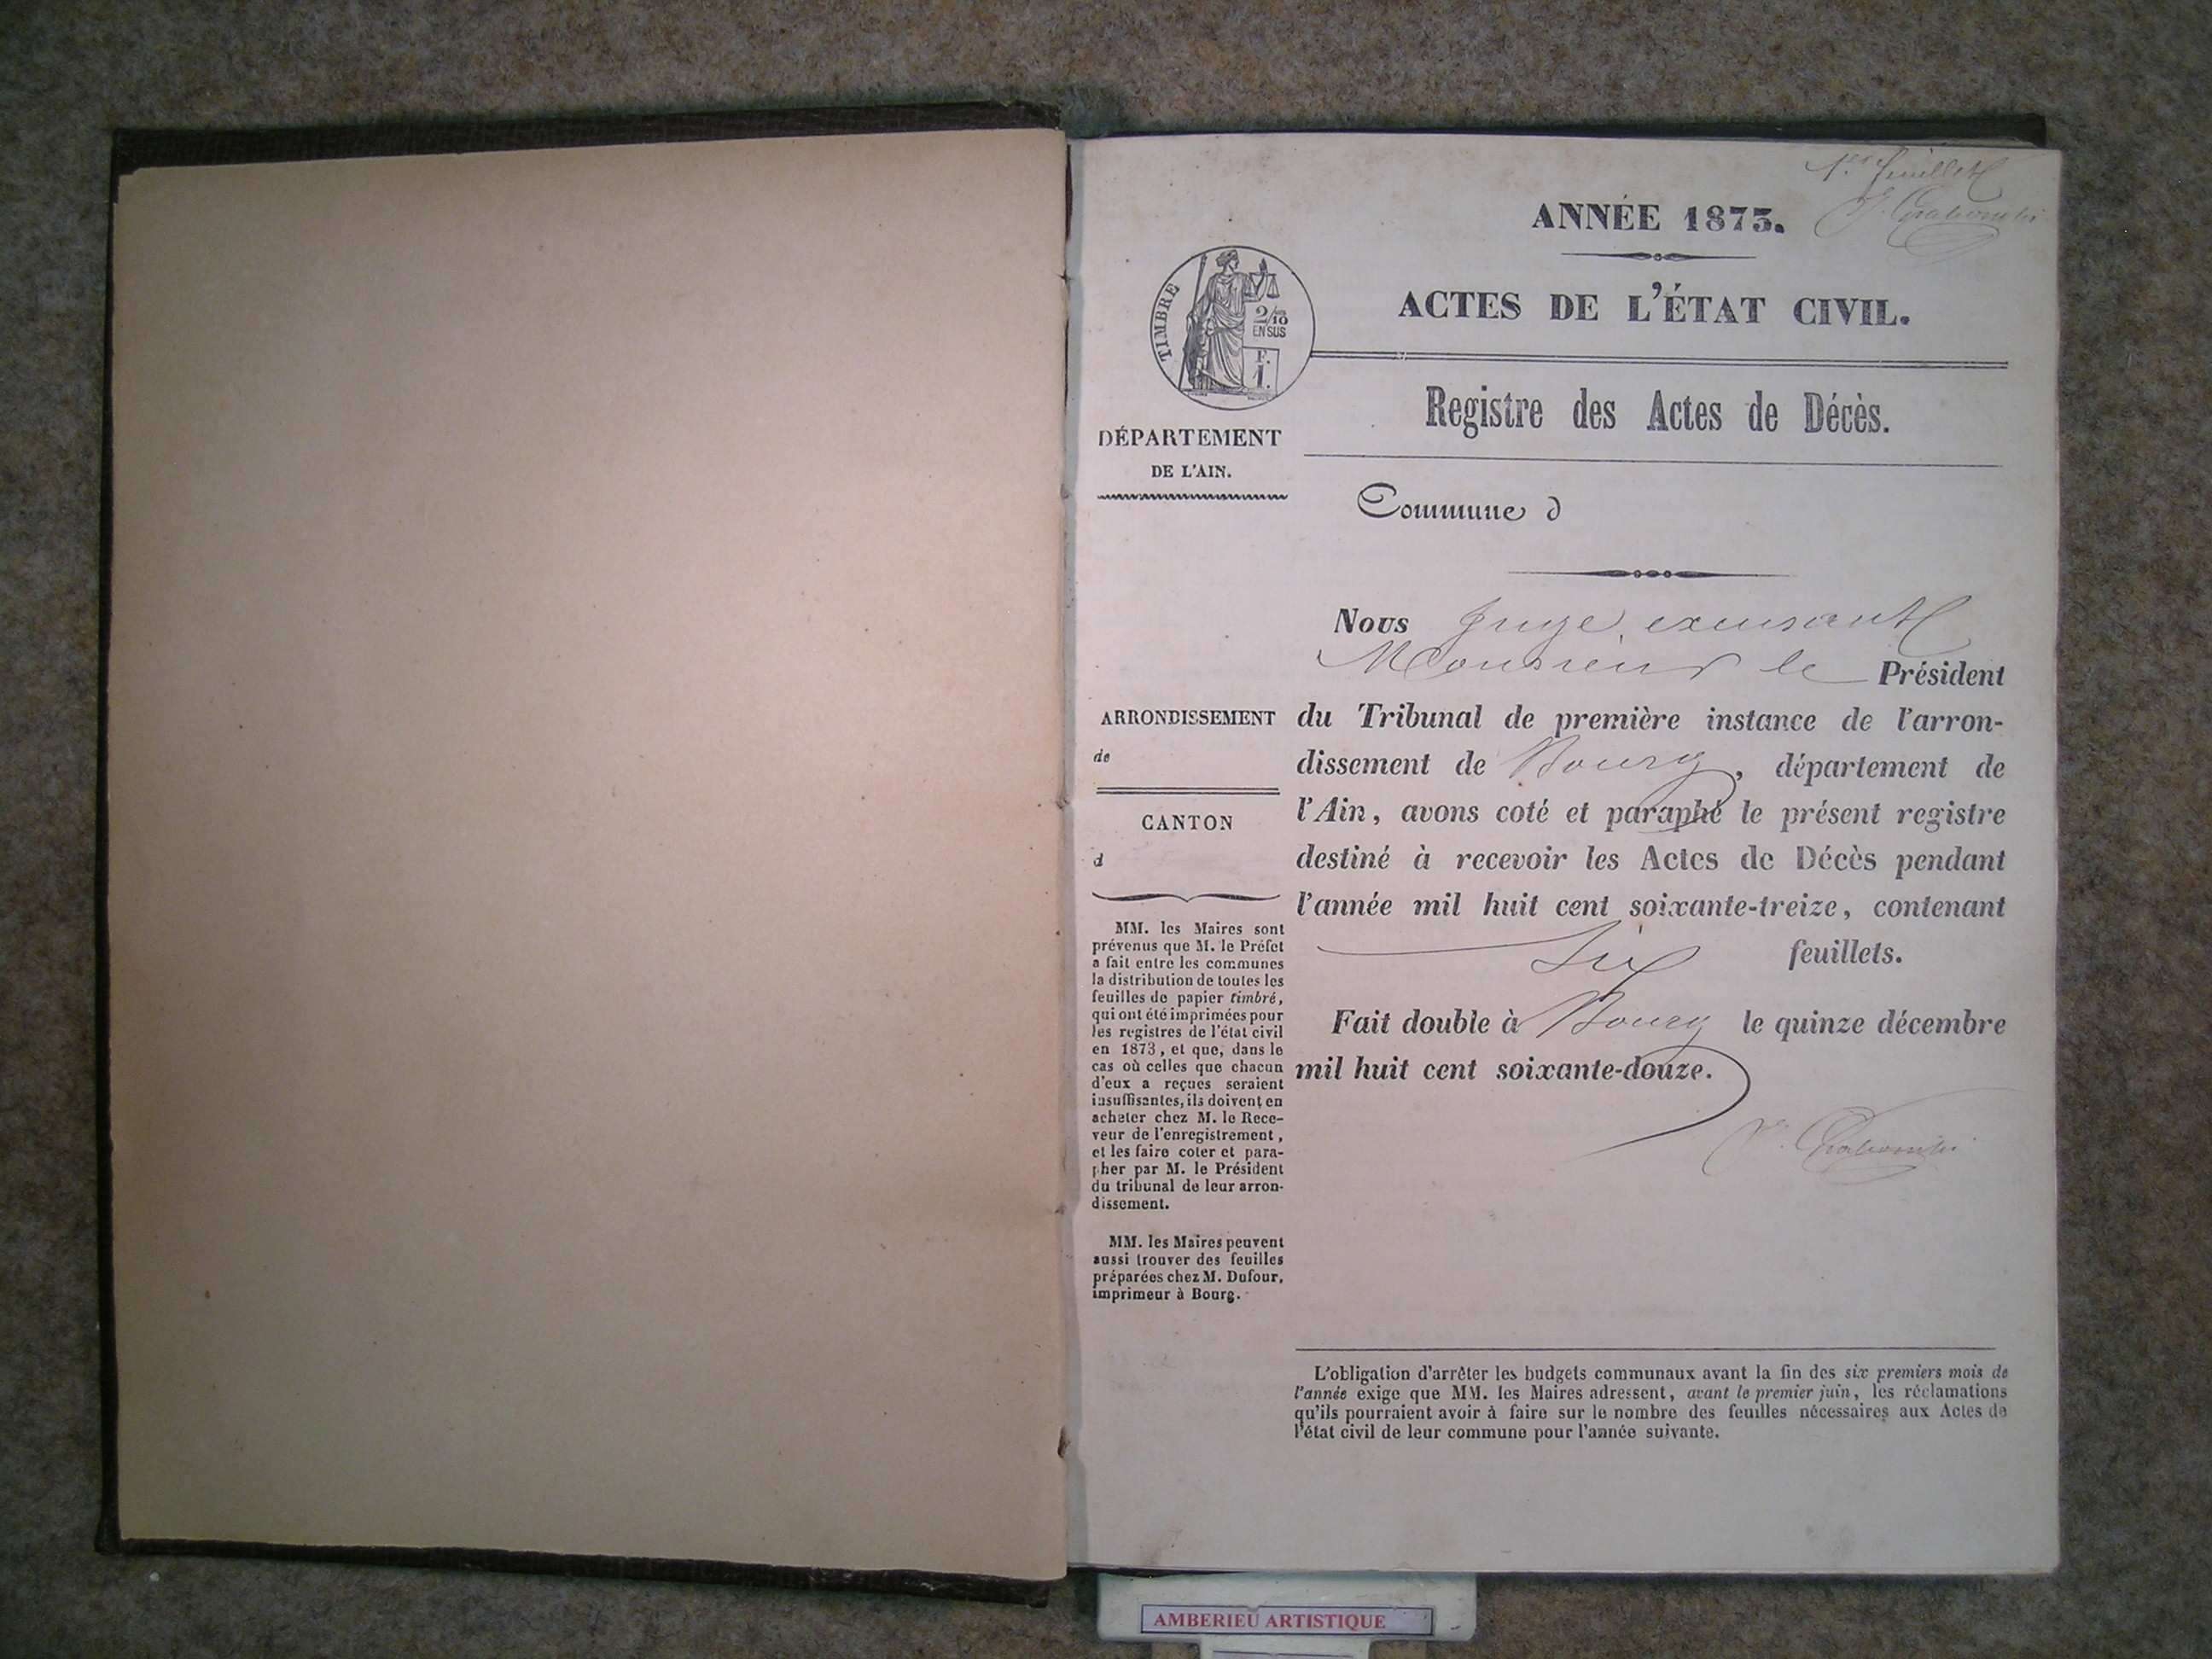 1er feuillet
ANNÉE 1873.
TIMBRE
2/10
EN SUS
F.
1.
ACTES DE L'ÉTAT CIVIL.
Registre des Actes de Décès.
DÉPARTEMENT
DE L'AIN.
Commune d
Nous Juge, excusant
Monsieur le Président
du Tribunal de première instance de l'arron-
dissement de Bourg, département de
l'Ain, avons coté et paraphé le présent registre
destiné à recevoir les Actes de Décès pendant
l'année mil huit cent soixante-treize, contenant
Six feuillets.
Fait double à Bourg le quinze décembre
mil huit cent soixante-douze.
ARRONDISSEMENT
de
CANTON
d
MM. les Maires sont
prévenus que M. le Préfet
a fait entre les communes
la distribution de toutes les
feuilles de papier timbré,
qui ont été imprimées pour
les registres de l'état civil
en 1873, et que, dans le
cas où celles que chacun
d'eux a reçues seraient
insuffisantes, ils doivent en
acheter chez M. le Rece-
veur de l'enregistrement,
et les faire coter et para-
pher par M. le Président
du tribunal de leur arron-
dissement.
MM. les Maires peuvent
aussi trouver des feuilles
préparées chez M. Dufour,
imprimeur à Bourg.
L'obligation d'arrêter les budgets communaux avant la fin des six premiers mois de
l'année exige que MM. les Maires adressent, avant le premier juin, les réclamations
qu'ils pourraient avoir à faire sur le nombre des feuilles nécessaires aux Actes de
l'état civil de leur commune pour l'année suivante.
AMBERIEU ARTISTIQUE